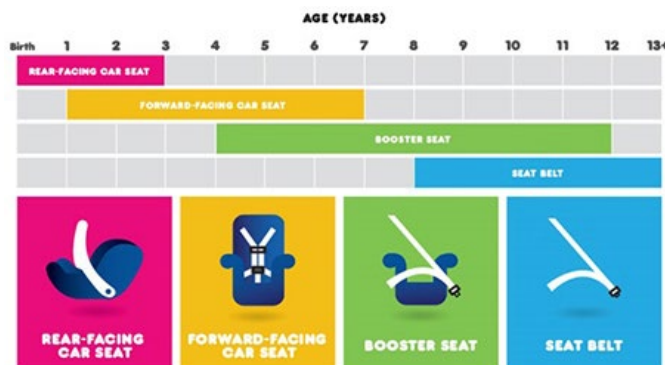 AGE (YEARS)
Birth 1 2 3 4 5 6 7 8 9 10 11 12 13+
REAR-FACING CAR SEAT
FORWARD-FACING CAR SEAT
BOOSTER SEAT
SEAT BELT
REAR-FACING
CAR SEAT
FORWARD-FACING
CAR SEAT
BOOSTER SEAT
SEAT BELT